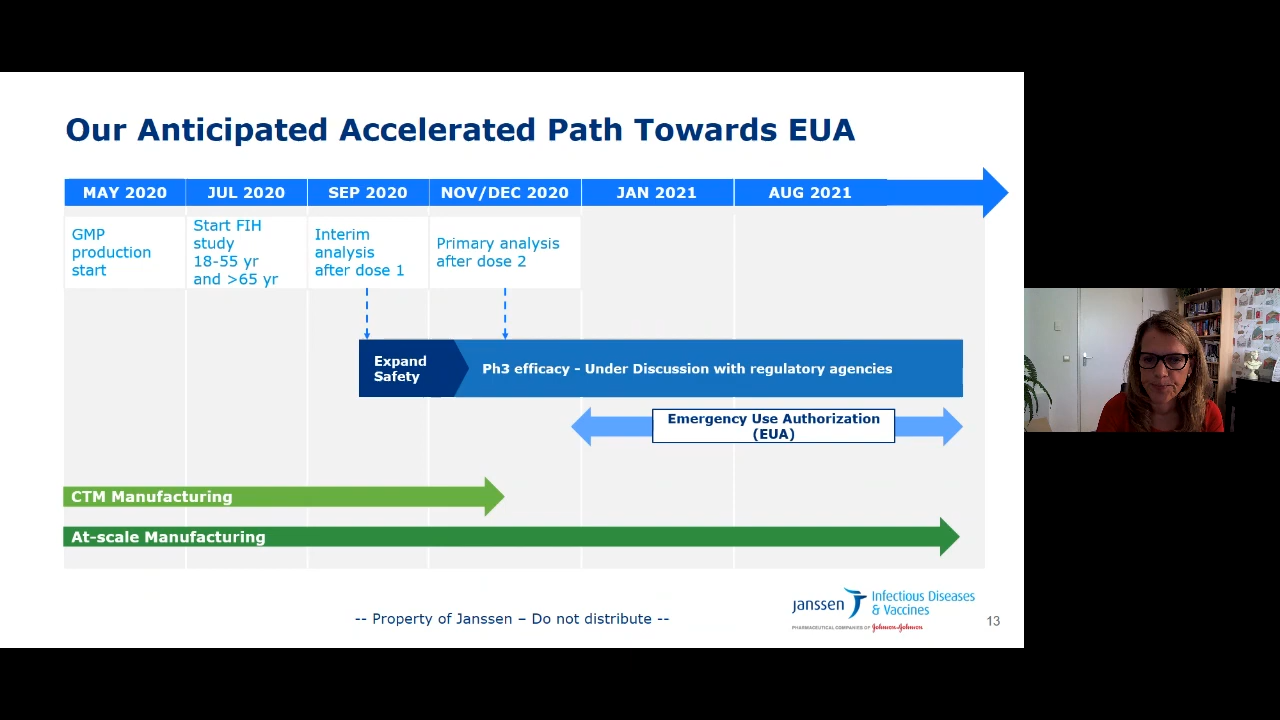 Our Anticipated Accelerated Path Towards EUA
MAY 2020
JUL 2020
SEP 2020
NOV/DEC 2020
JAN 2021
AUG 2021
GMP
production
start
Start FIH
study
18-55 yr
and >65 yr
Interim
analysis
after dose 1
Primary analysis
after dose 2
Expand
Safety
Ph3 efficacy - Under Discussion with regulatory agencies
Emergency Use Authorization
(EUA)
CTM Manufacturing
At-scale Manufacturing
-- Property of Janssen – Do not distribute --
janssen
Infectious Diseases
& Vaccines
PHARMACEUTICAL COMPANIES OF Johnson & Johnson
13